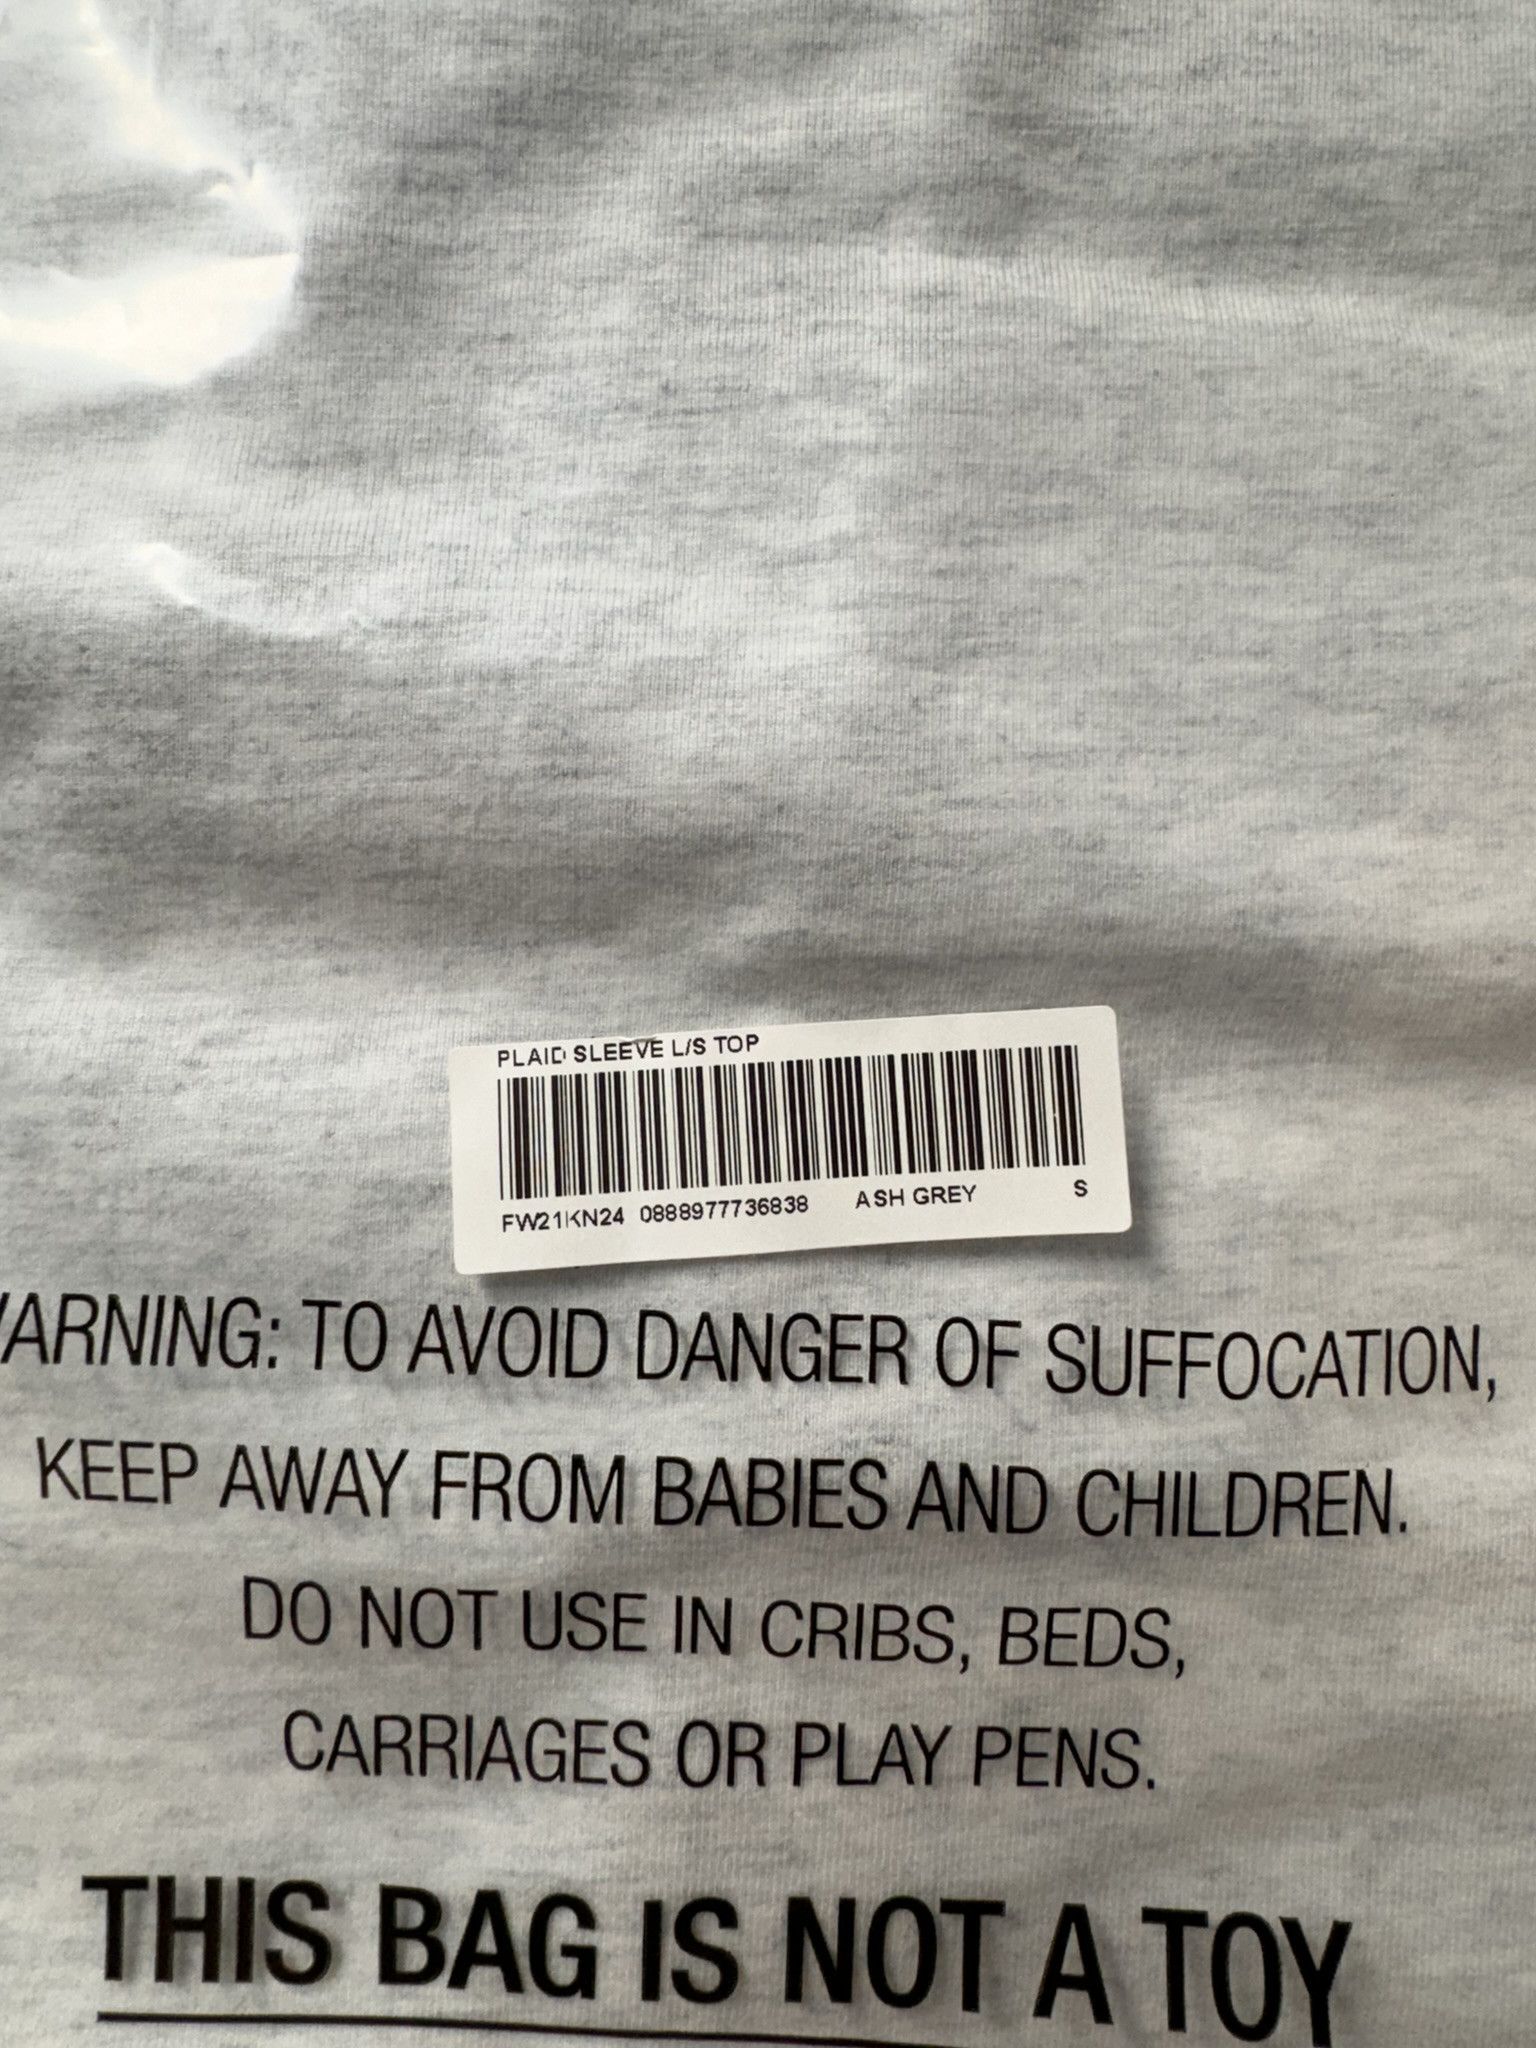 PLAID SLEEVE L/S TOP
FW21KN24 0888977736838 ASH GREY S
WARNING: TO AVOID DANGER OF SUFFOCATION,
KEEP AWAY FROM BABIES AND CHILDREN.
DO NOT USE IN CRIBS, BEDS,
CARRIAGES OR PLAY PENS.
THIS BAG IS NOT A TOY